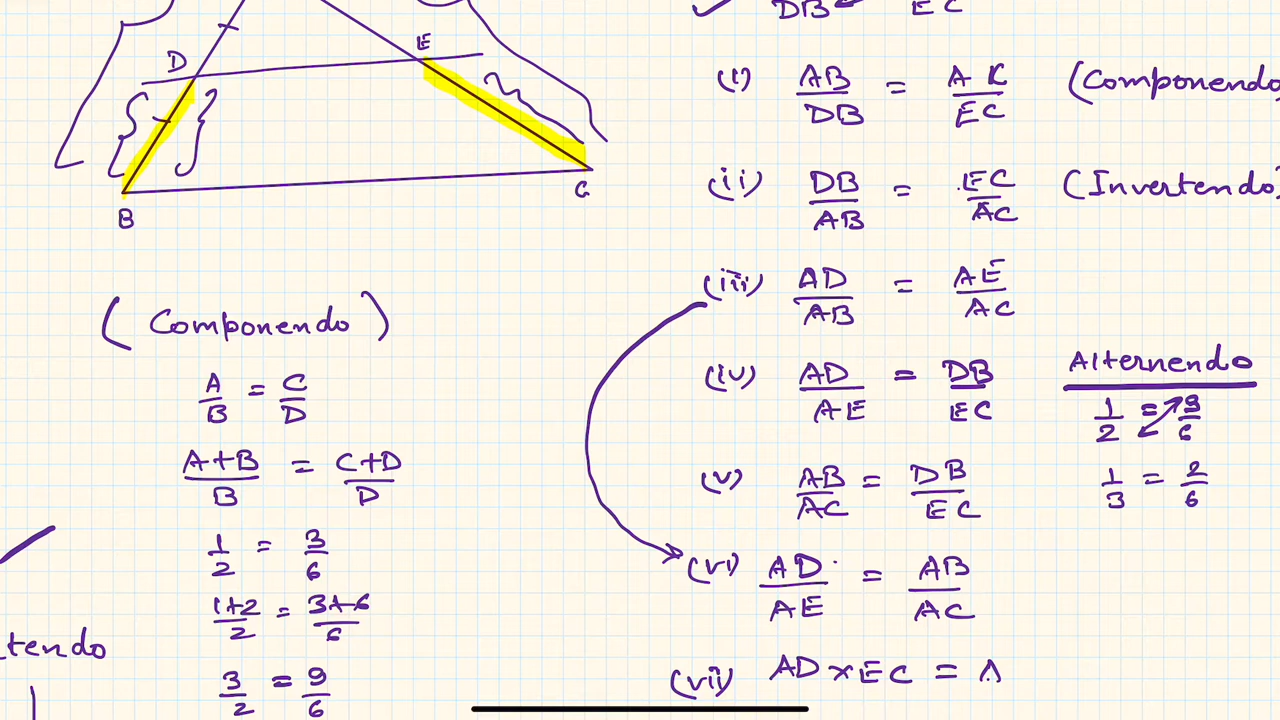 DB EC
D E
B C
(i) AB/DB = AC/EC (Componendo
(ii) DB/AB = EC/AC (Invertendo)
(iii) AD/AB = AE/AC
(iv) AD/AE = DB/EC
Alternendo
1/2 = 3/6
1/3 = 2/6
(v) AB/AC = DB/EC
(vi) AD/AE = AB/AC
(vii) AD×EC = A
(Componendo)
A/B = C/D
A+B/B = C+D/D
1/2 = 3/6
1+2/2 = 3+6/6
3/2 = 9/6
tendo